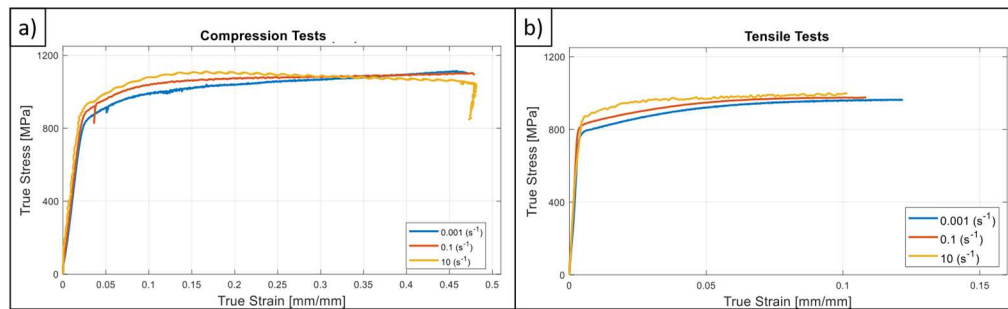 a)
Compression Tests
True Stress [MPa]
1200
800
400
0
0 0.05 0.1 0.15 0.2 0.25 0.3 0.35 0.4 0.45 0.5
True Strain [mm/mm]
0.001 (s⁻¹)
0.1 (s⁻¹)
10 (s⁻¹)
b)
Tensile Tests
True Stress [MPa]
1200
800
400
0
0 0.05 0.1 0.15
True Strain [mm/mm]
0.001 (s⁻¹)
0.1 (s⁻¹)
10 (s⁻¹)